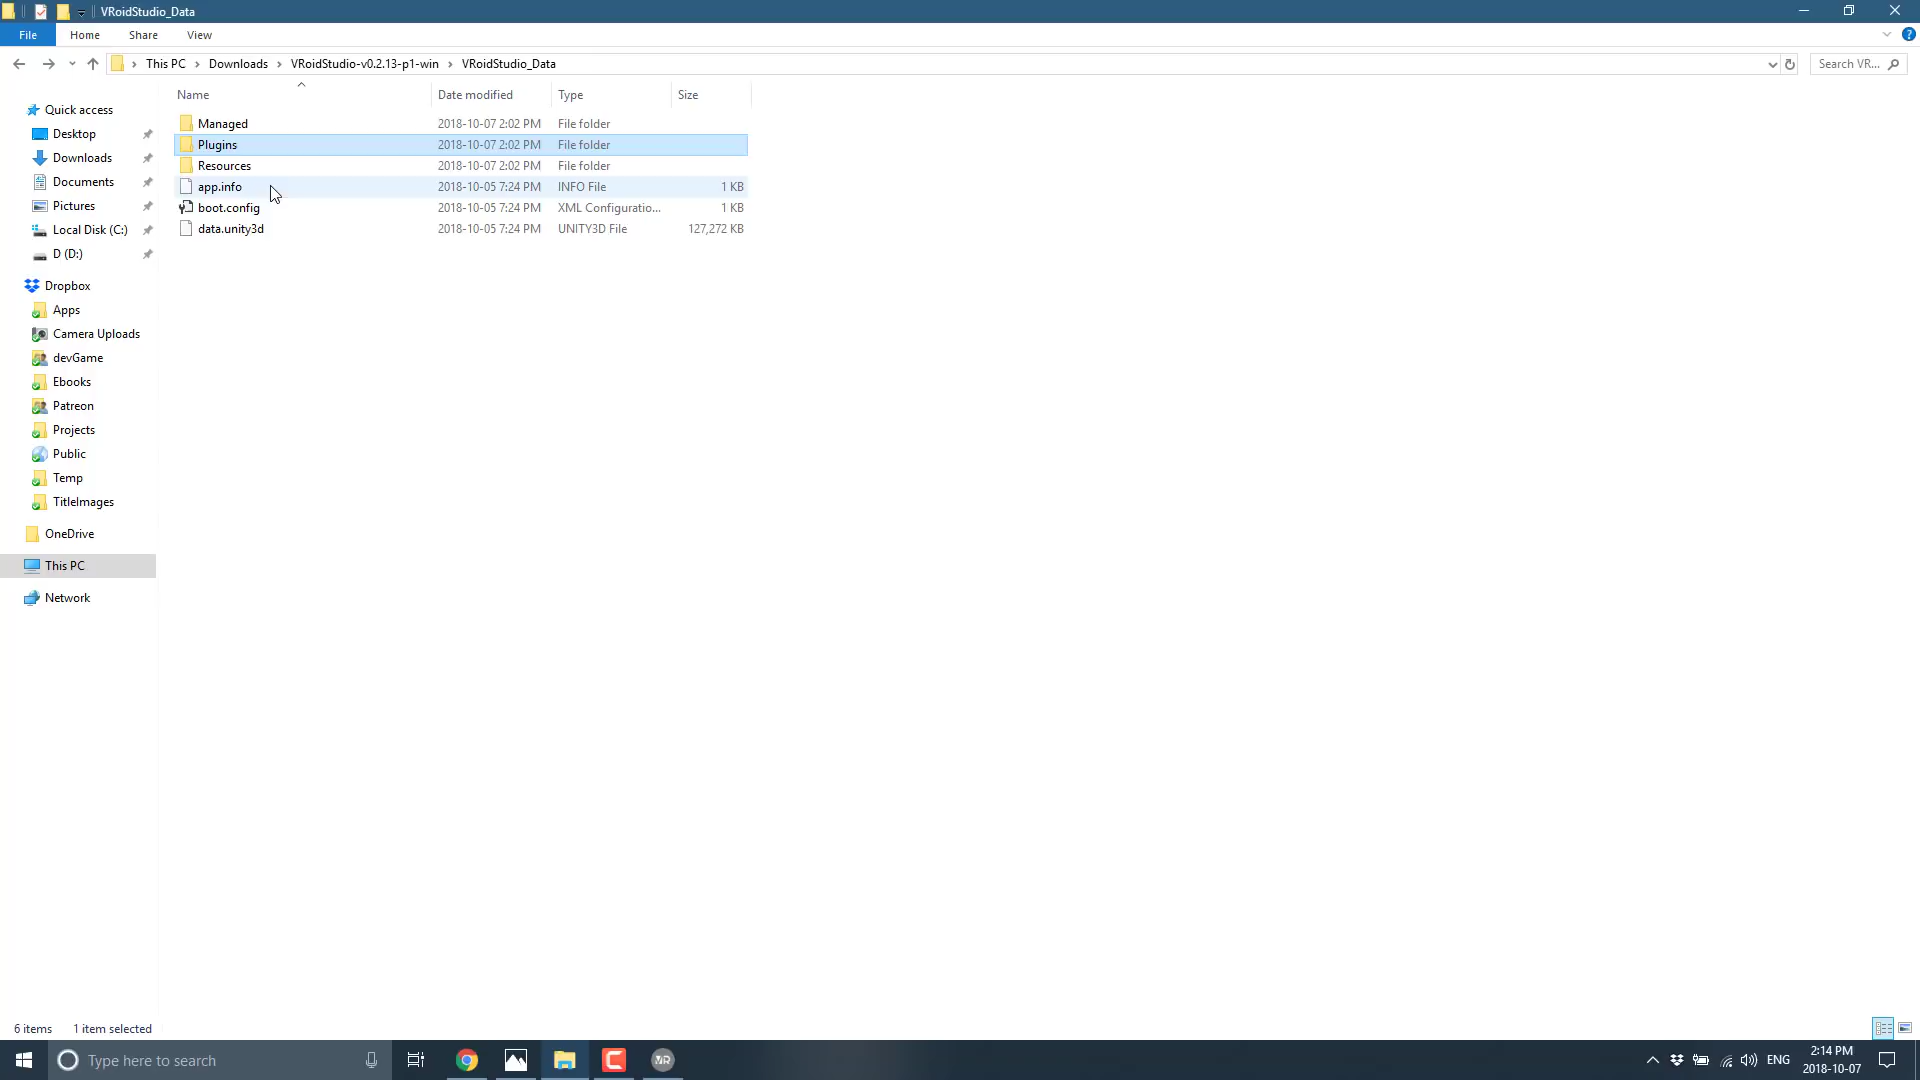 VRoidStudio_Data
File Home Share View
This PC Downloads VRoidStudio-v0.2.13-p1-win VRoidStudio_Data Search VR...
Name Date modified Type Size
Quick access
Desktop
Downloads
Documents
Pictures
Local Disk (C:)
D (D:)
Dropbox
Apps
Camera Uploads
devGame
Ebooks
Patreon
Projects
Public
Temp
TitleImages
OneDrive
This PC
Network
Managed 2018-10-07 2:02 PM File folder
Plugins 2018-10-07 2:02 PM File folder
Resources 2018-10-07 2:02 PM File folder
app.info 2018-10-05 7:24 PM INFO File 1 KB
boot.config 2018-10-05 7:24 PM XML Configuratio... 1 KB
data.unity3d 2018-10-05 7:24 PM UNITY3D File 127,272 KB
6 items 1 item selected
Type here to search
ENG
2:14 PM
2018-10-07